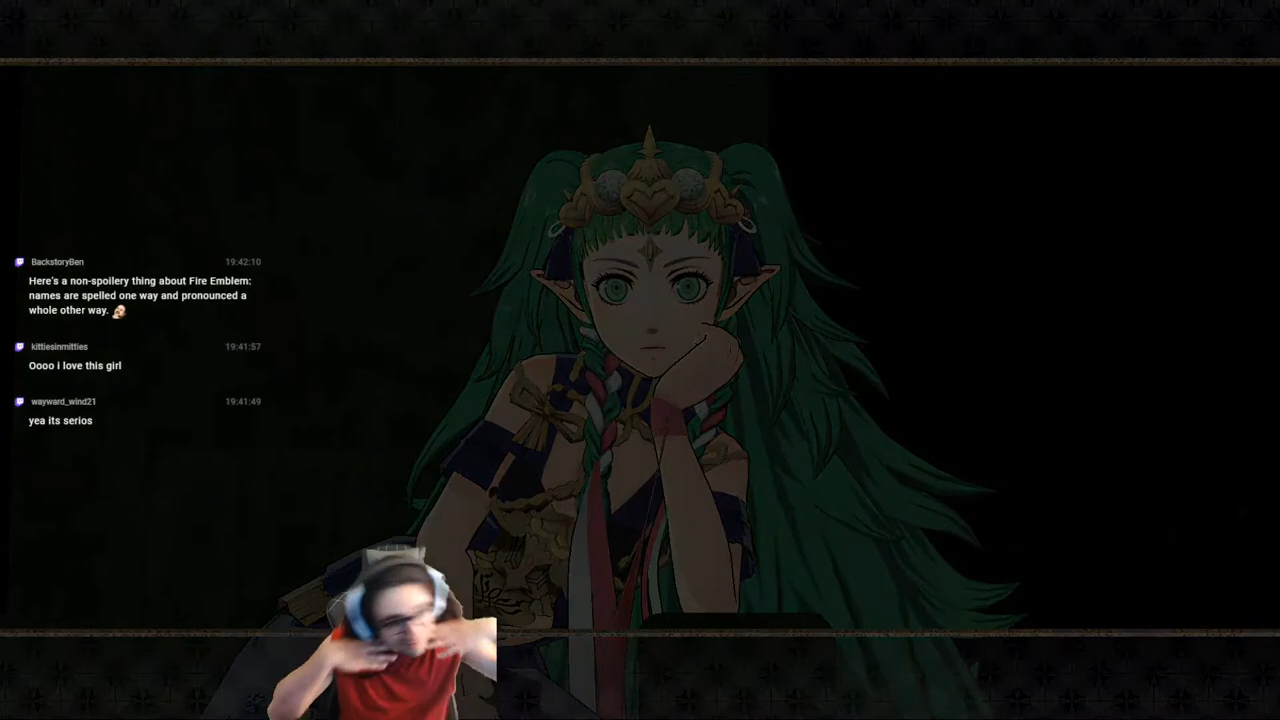 BackstoryBen 19:42:10
Here's a non-spoilery thing about Fire Emblem:
names are spelled one way and pronounced a
whole other way.
kittiesinmitties 19:41:57
Oooo i love this girl
wayward_wind21 19:41:49
yea its serios